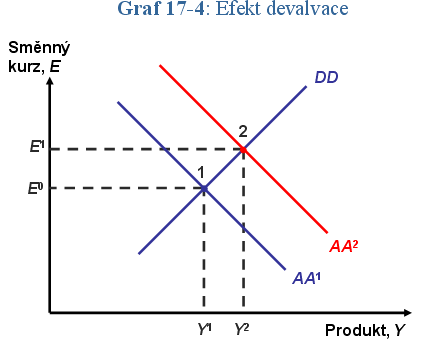 Graf 17-4: Efekt devalvace
Směnný
kurz, E
DD
2
E¹
1
E⁰
AA²
AA¹
Y¹ Y²
Produkt, Y